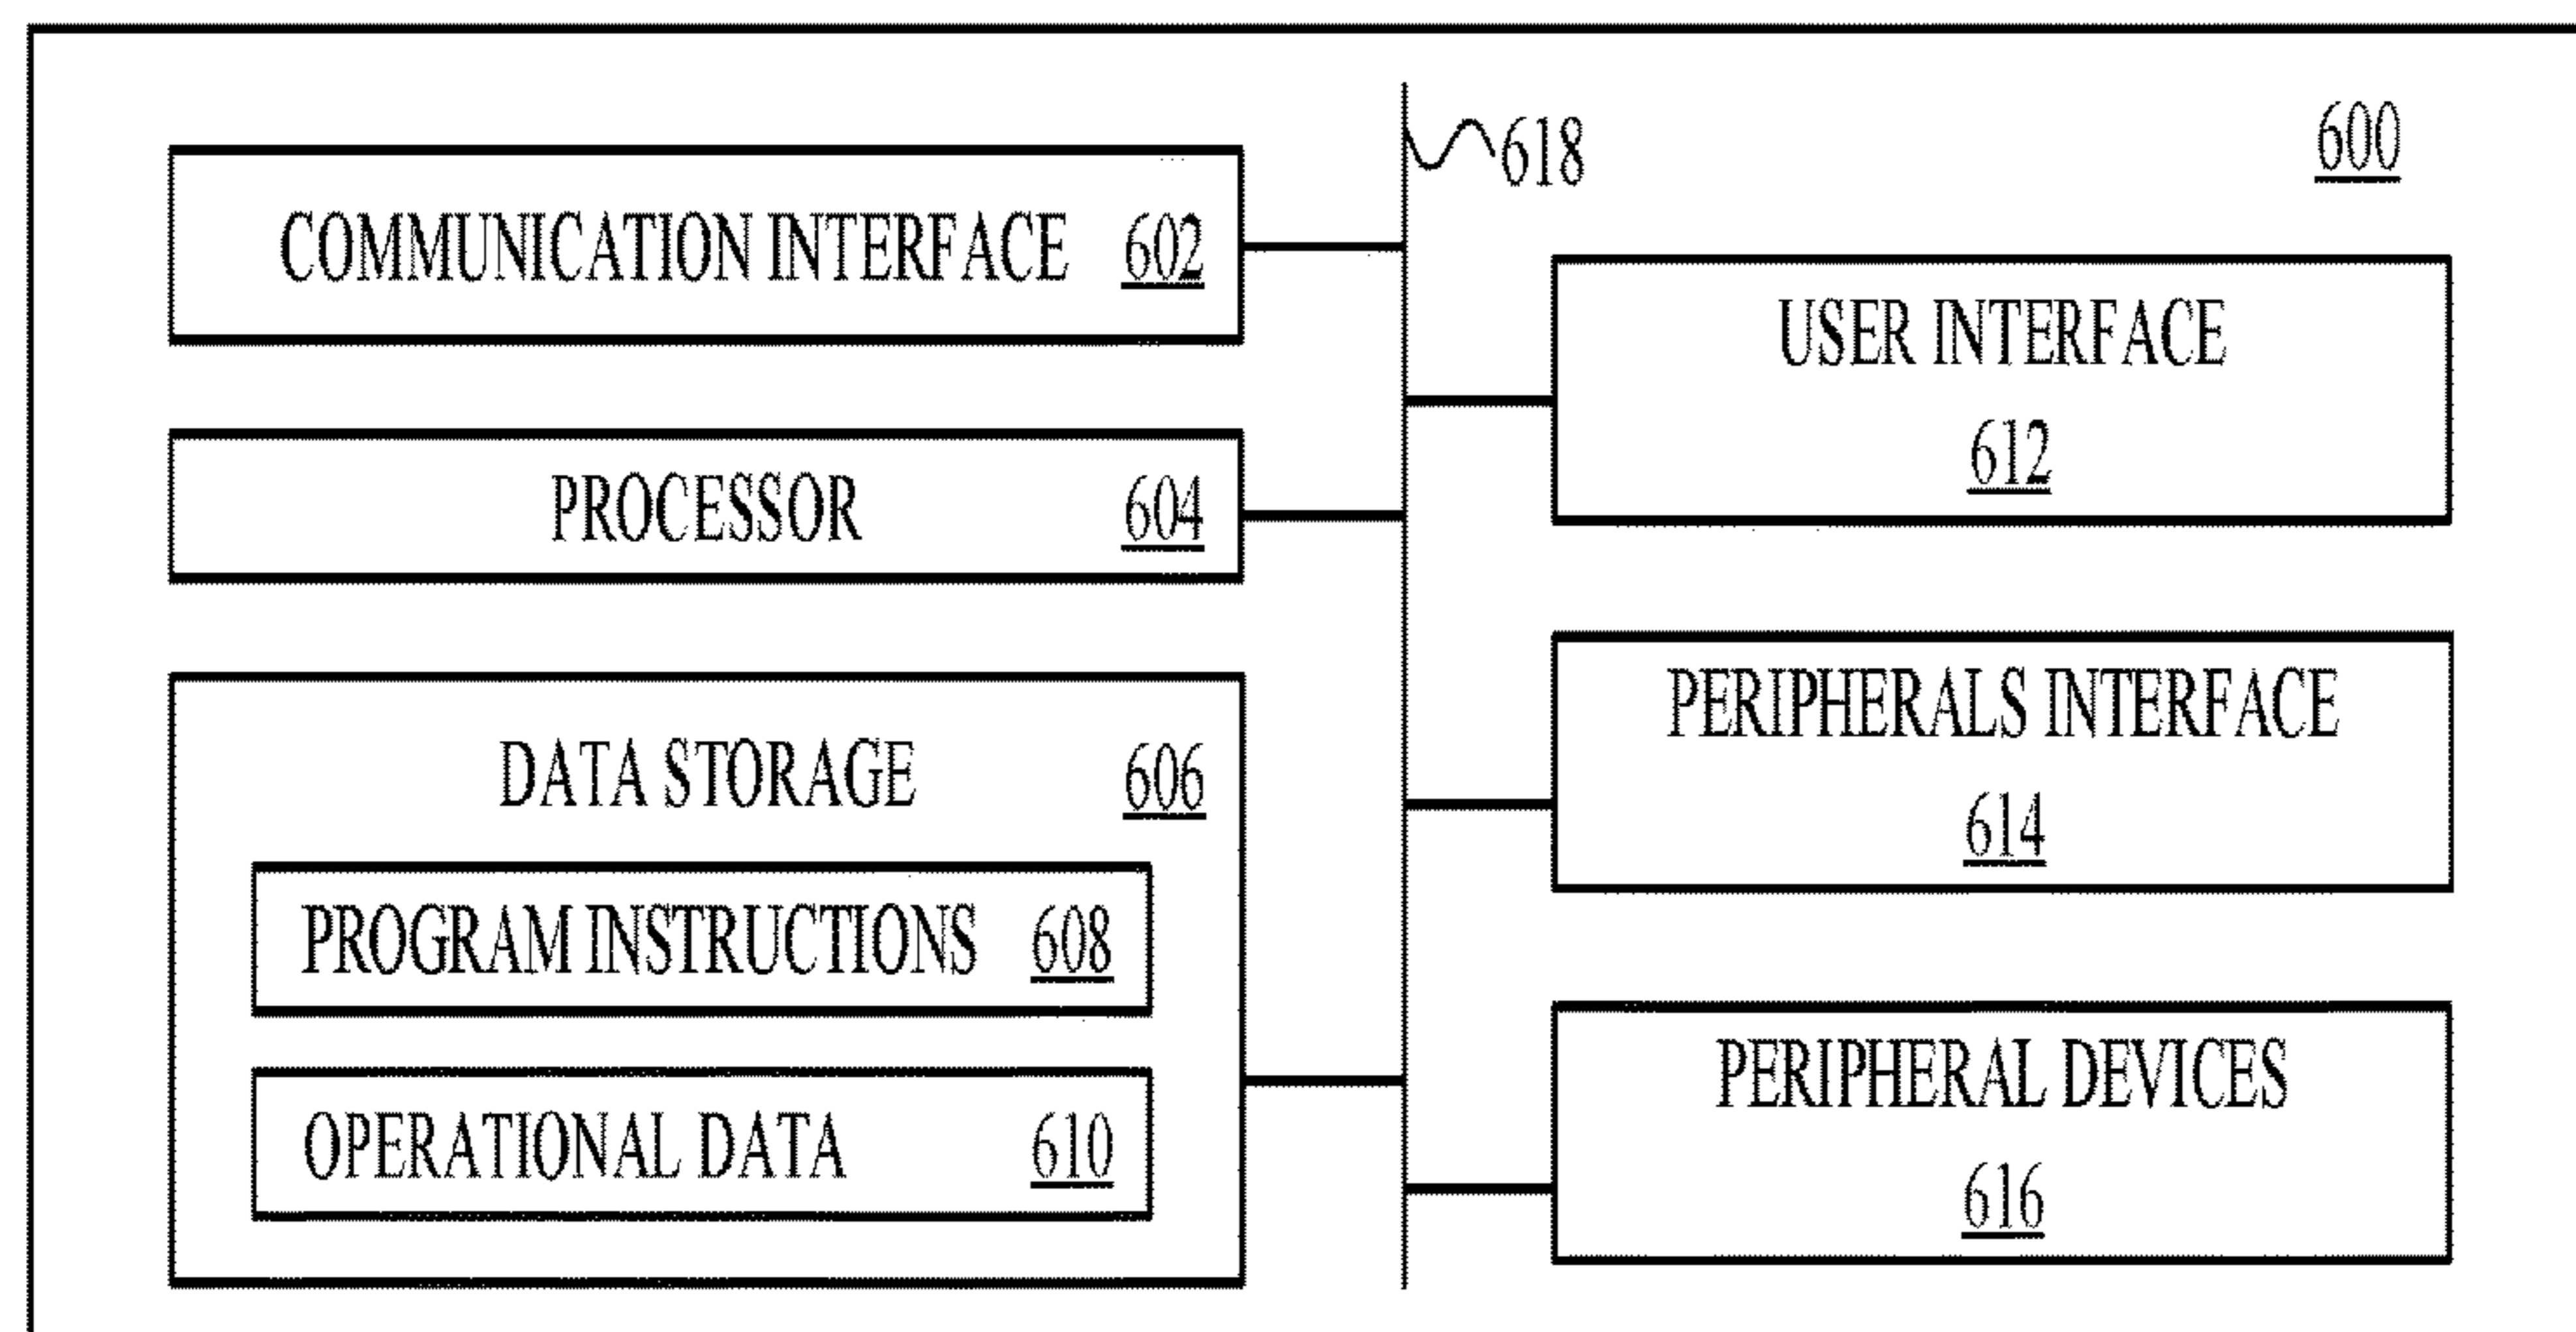 618
600
COMMUNICATION INTERFACE 602
USER INTERFACE
612
PROCESSOR 604
PERIPHERALS INTERFACE
614
DATA STORAGE 606
PROGRAM INSTRUCTIONS 608
OPERATIONAL DATA 610
PERIPHERAL DEVICES
616